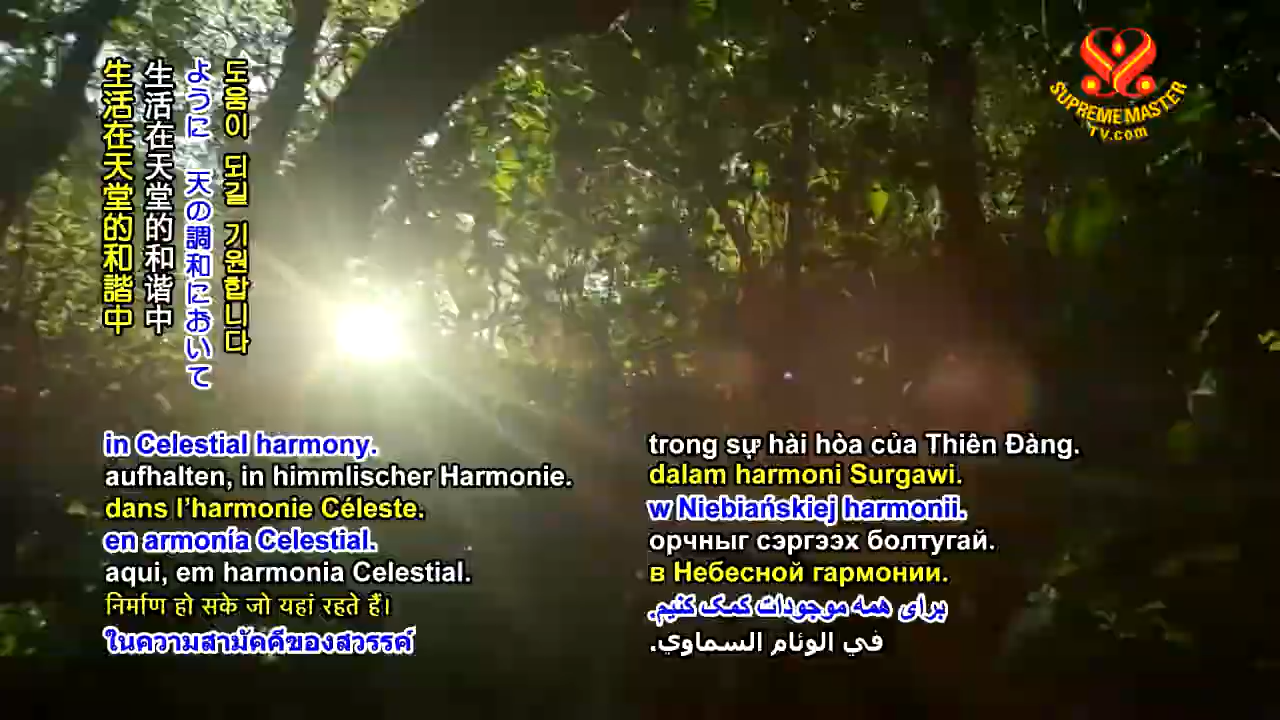 生活在天堂的和諧中
生活在天堂的和谐中
ように 天の調和において
도움이 되길 기원합니다
SUPREME MASTER
TV.com
in Celestial harmony.
aufhalten, in himmlischer Harmonie.
dans l’harmonie Céleste.
en armonía Celestial.
aqui, em harmonia Celestial.
निर्माण हो सके जो यहां रहते हैं।
ในความสามัคคีของสวรรค์
trong sự hài hòa của Thiên Đàng.
dalam harmoni Surgawi.
w Niebiańskiej harmonii.
орчныг сэргээх болтугай.
в Небесной гармонии.
برای همه موجودات کمک کنیم.
في الوئام السماوي.